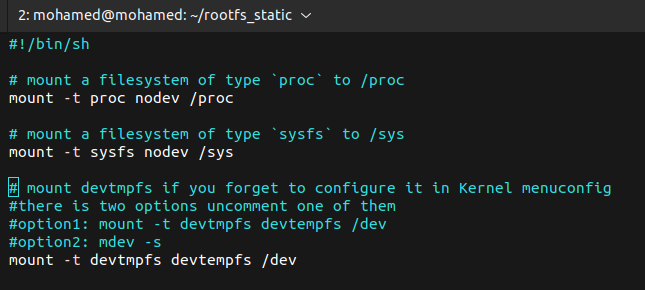 2: mohamed@mohamed: ~/rootfs_static
#!/bin/sh
# mount a filesystem of type `proc` to /proc
mount -t proc nodev /proc
# mount a filesystem of type `sysfs` to /sys
mount -t sysfs nodev /sys
# mount devtmpfs if you forget to configure it in Kernel menuconfig
#there is two options uncomment one of them
#option1: mount -t devtmpfs devtempfs /dev
#option2: mdev -s
mount -t devtmpfs devtempfs /dev